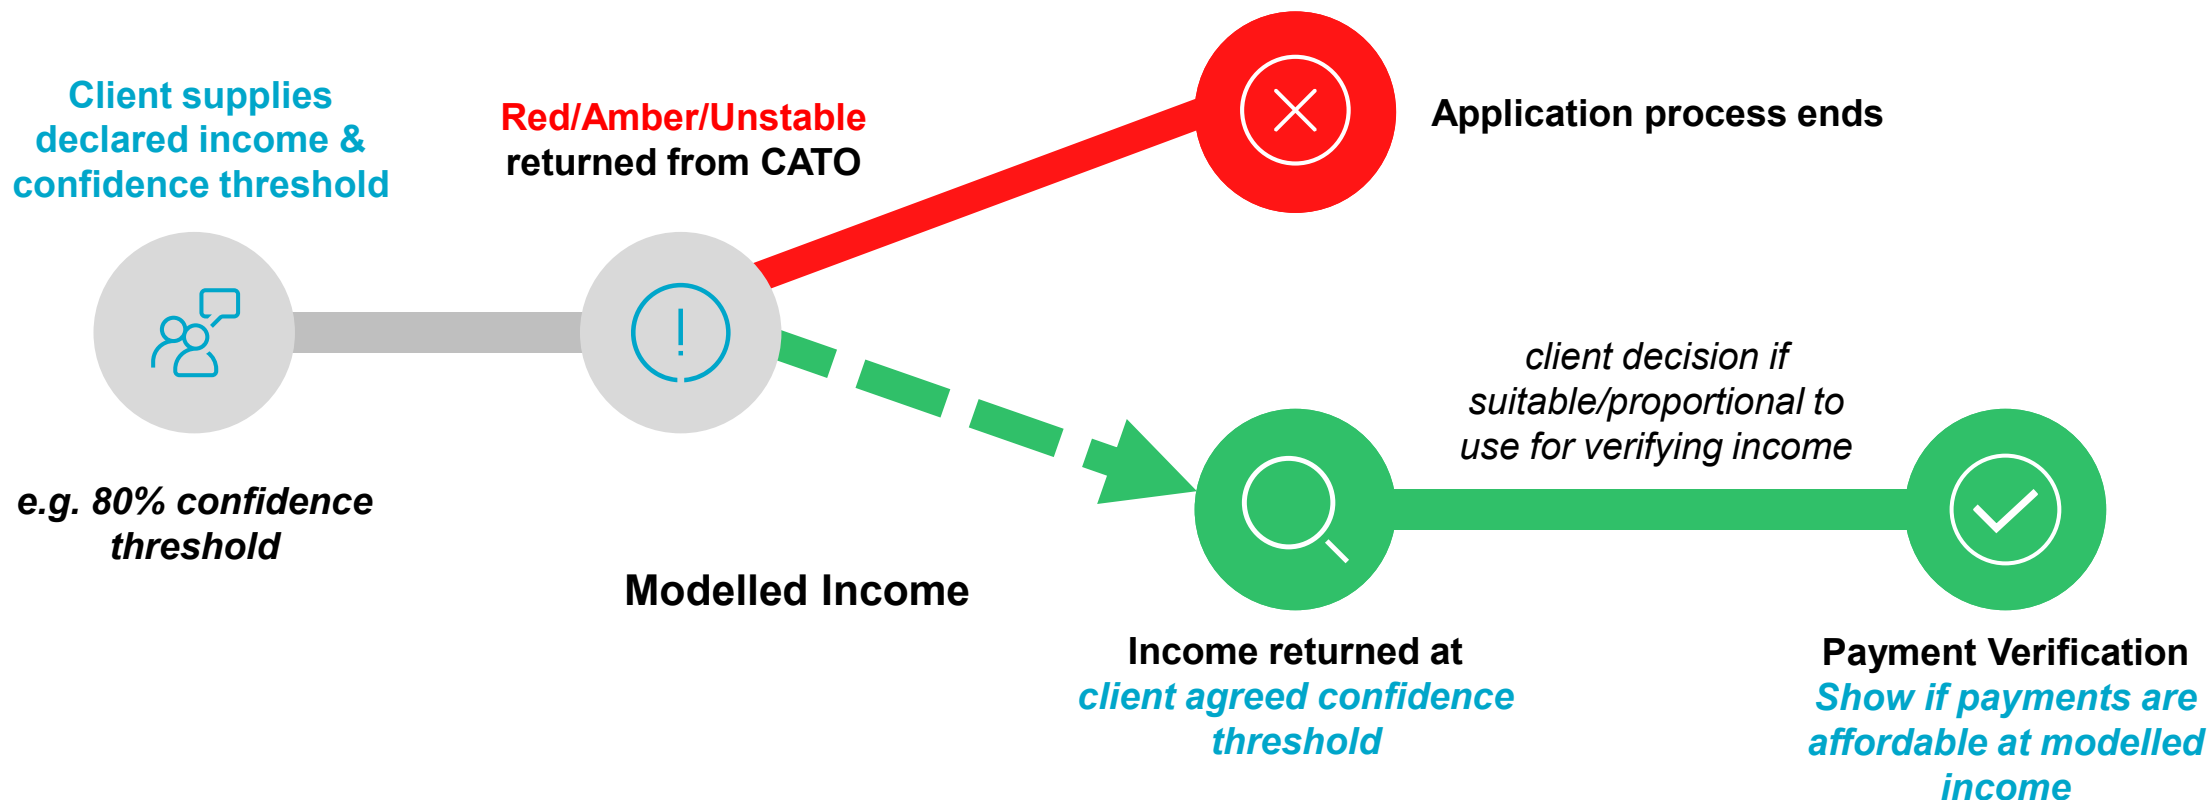 Client supplies
declared income &
confidence threshold
e.g. 80% confidence
threshold
Red/Amber/Unstable
returned from CATO
Application process ends
Modelled Income
client decision if
suitable/proportional to
use for verifying income
Income returned at
client agreed confidence
threshold
Payment Verification
Show if payments are
affordable at modelled
income